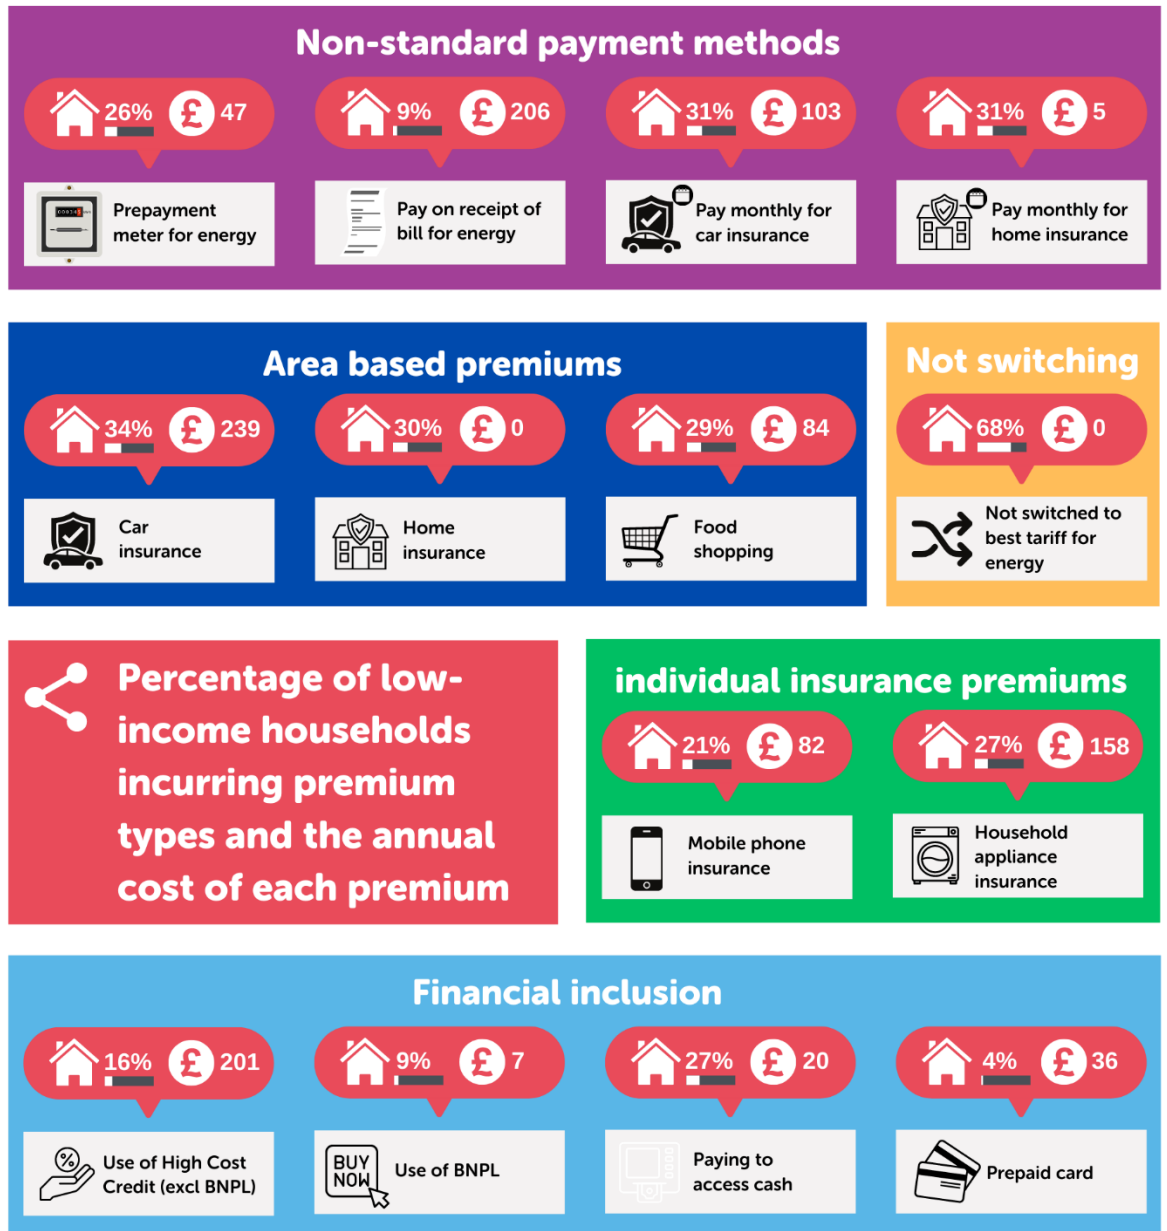 Non-standard payment methods
26% £ 47
9% £ 206
31% £ 103
31% £ 5
Prepayment
meter for energy
Pay on receipt of
bill for energy
Pay monthly for
car insurance
Pay monthly for
home insurance
Area based premiums
34% £ 239
30% £ 0
29% £ 84
Car
insurance
Home
insurance
Food
shopping
Not switching
68% £ 0
Not switched to
best tariff for
energy
Percentage of low-
income households
incurring premium
types and the annual
cost of each premium
individual insurance premiums
21% £ 82
27% £ 158
Mobile phone
insurance
Household
appliance
insurance
Financial inclusion
16% £ 201
9% £ 7
27% £ 20
4% £ 36
%
Use of High Cost
Credit (excl BNPL)
BUY
NOW
Use of BNPL
Paying to
access cash
Prepaid card